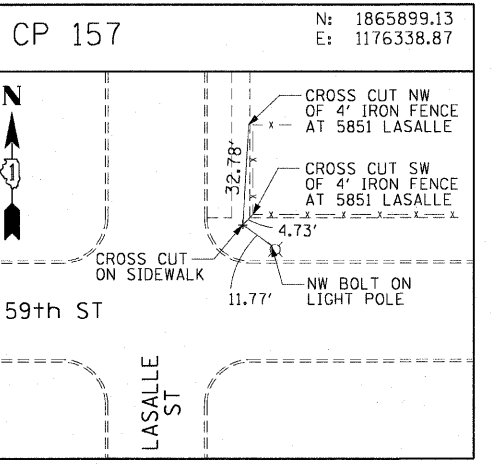 CP 157
N: 1865899.13
E: 1176338.87
N
1
CROSS CUT NW
OF 4' IRON FENCE
AT 5851 LASALLE
32.78'
CROSS CUT SW
OF 4' IRON FENCE
AT 5851 LASALLE
4.73'
CROSS CUT
ON SIDEWALK
11.77'
NW BOLT ON
LIGHT POLE
59th ST
LASALLE
ST